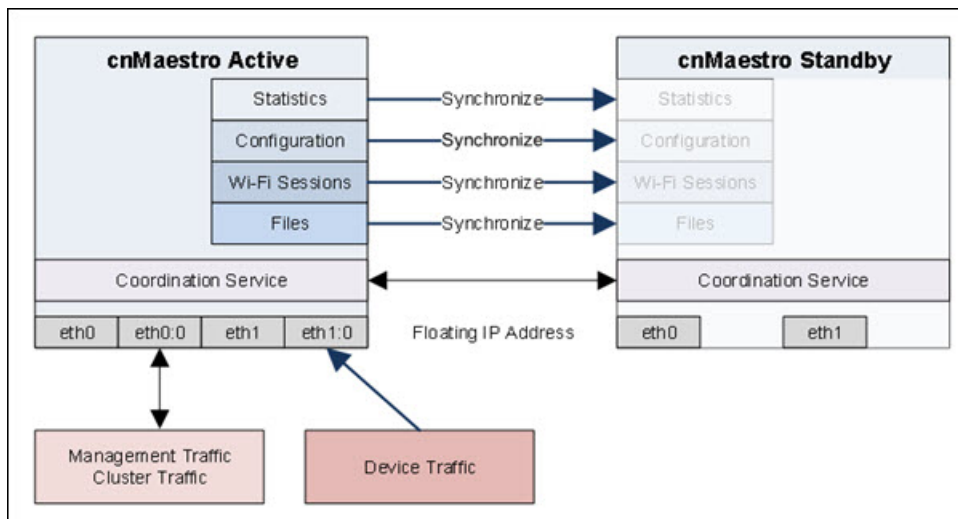 cnMaestro Active
cnMaestro Standby
Statistics
Synchronize
Statistics
Configuration
Synchronize
Configuration
Wi-Fi Sessions
Synchronize
Wi-Fi Sessions
Files
Synchronize
Files
Coordination Service
Coordination Service
eth0
eth0:0
eth1
eth1:0
Floating IP Address
eth0
eth1
Management Traffic
Cluster Traffic
Device Traffic